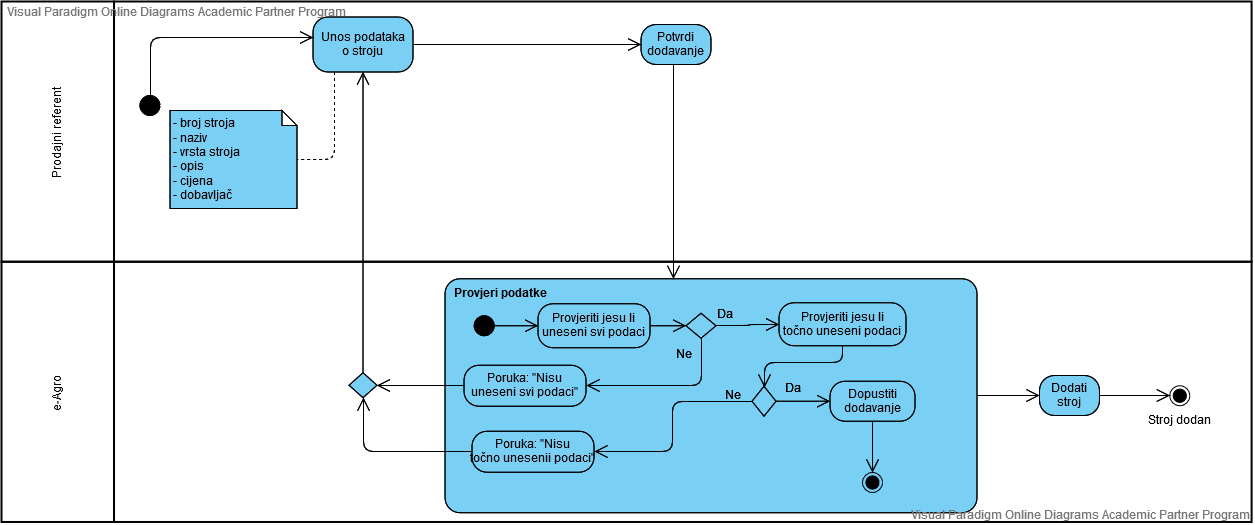 Visual Paradigm Online Diagrams Academic Partner Program
Prodajni referent
Unos podataka
o stroju
Potvrdi
dodavanje
- broj stroja
- naziv
- vrsta stroja
- opis
- cijena
- dobavljač
e-Agro
Provjeri podatke
Provjeriti jesu li
uneseni svi podaci
Da
Ne
Provjeriti jesu li
točno uneseni podaci
Poruka: "Nisu
uneseni svi podaci"
Ne
Da
Dopustiti
dodavanje
Poruka: "Nisu
točno unesenii podaci"
Dodati
stroj
Stroj dodan
Visual Paradigm Online Diagrams Academic Partner Program